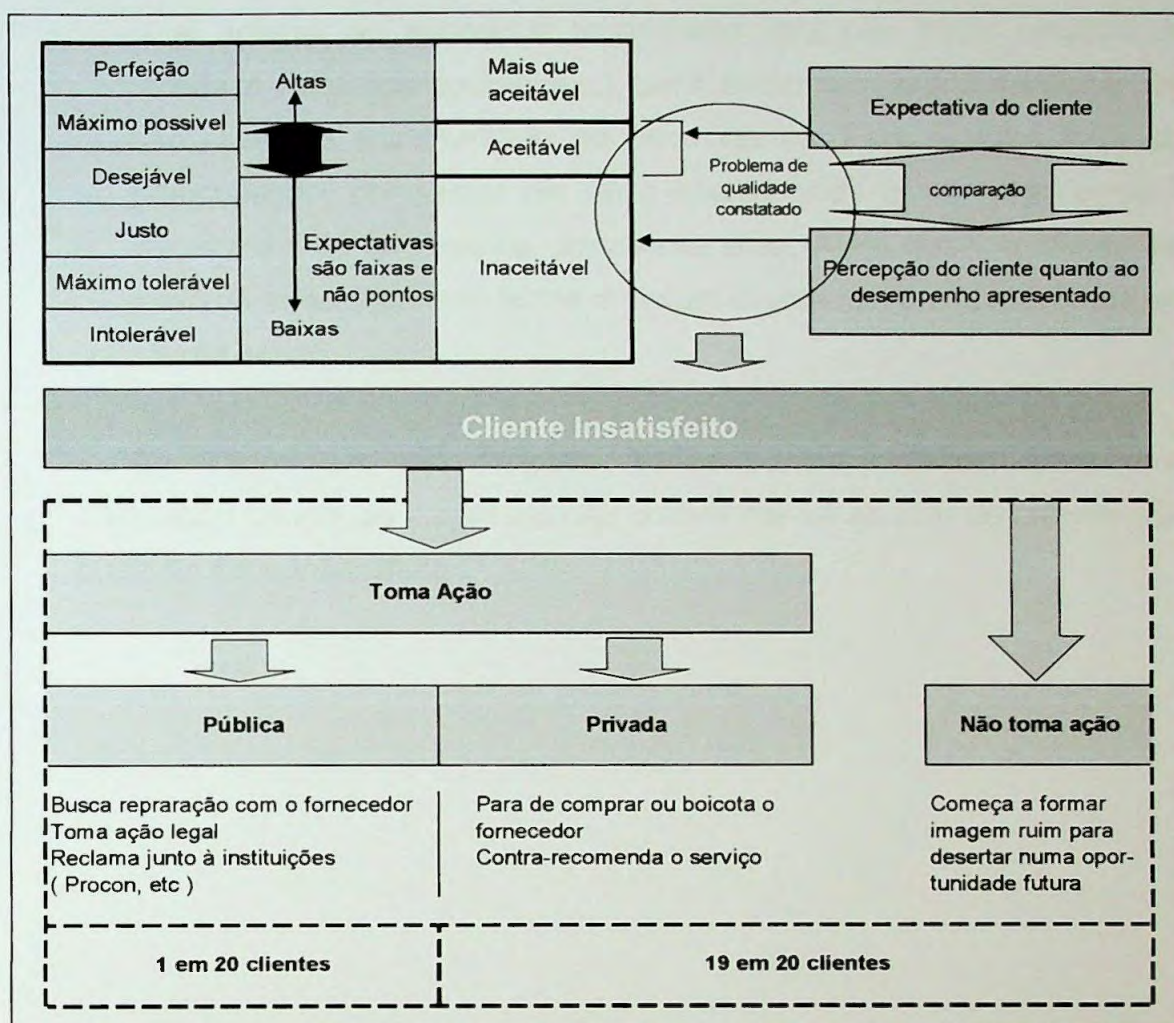 Perfeição
Máximo possivel
Desejável
Justo
Máximo tolerável
Intolerável
Altas
Expectativas
são faixas e
não pontos
Baixas
Mais que
aceitável
Aceitável
Inaceitável
Problema de
qualidade
constatado
Expectativa do cliente
comparação
Percepção do cliente quanto ao
desempenho apresentado
Cliente Insatisfeito
Toma Ação
Pública
Privada
Não toma ação
Busca repraração com o fornecedor
Toma ação legal
Reclama junto à instituições
( Procon, etc )
Para de comprar ou boicota o
fornecedor
Contra-recomenda o serviço
Começa a formar
imagem ruim para
desertar numa opor-
tunidade futura
1 em 20 clientes
19 em 20 clientes